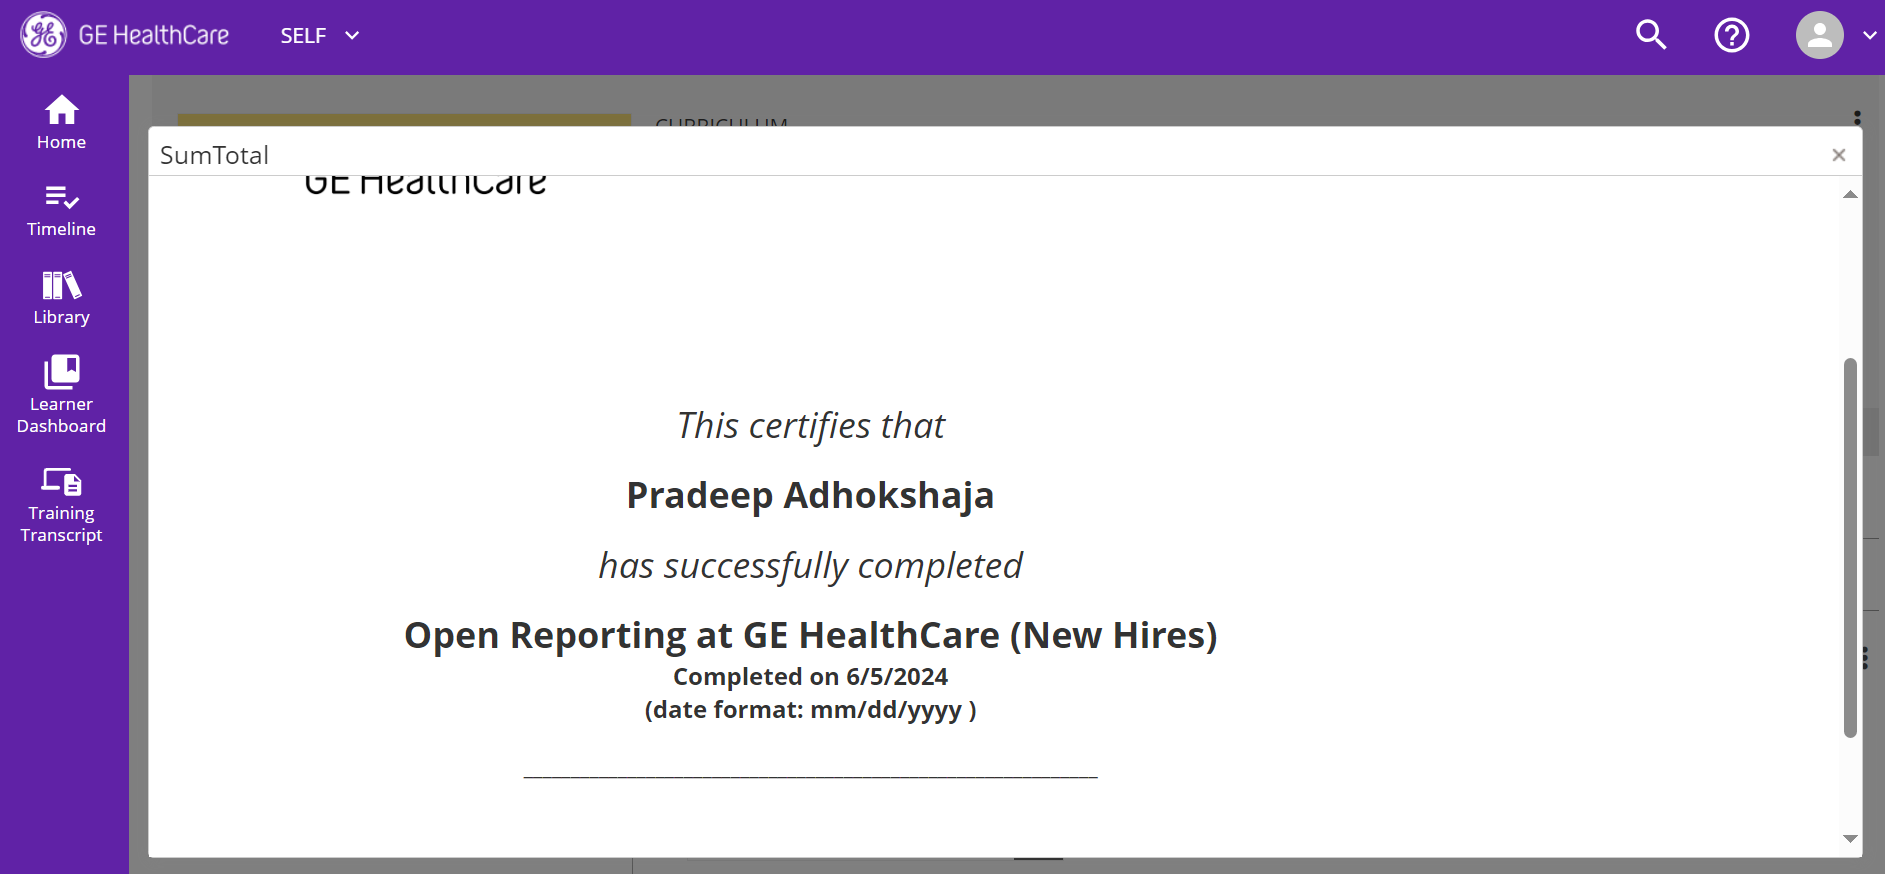 GE HealthCare
SELF
Home
Timeline
Library
Learner
Dashboard
Training
Transcript
CURRICULUM
SumTotal
×
GE HealthCare
This certifies that
Pradeep Adhokshaja
has successfully completed
Open Reporting at GE HealthCare (New Hires)
Completed on 6/5/2024
(date format: mm/dd/yyyy )